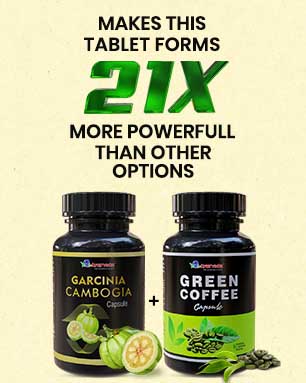 MAKES THIS
TABLET FORMS
21X
MORE POWERFULL
THAN OTHER
OPTIONS
GARCINIA
CAMBOGIA
Capsule
+
GREEN
COFFEE
Capsule